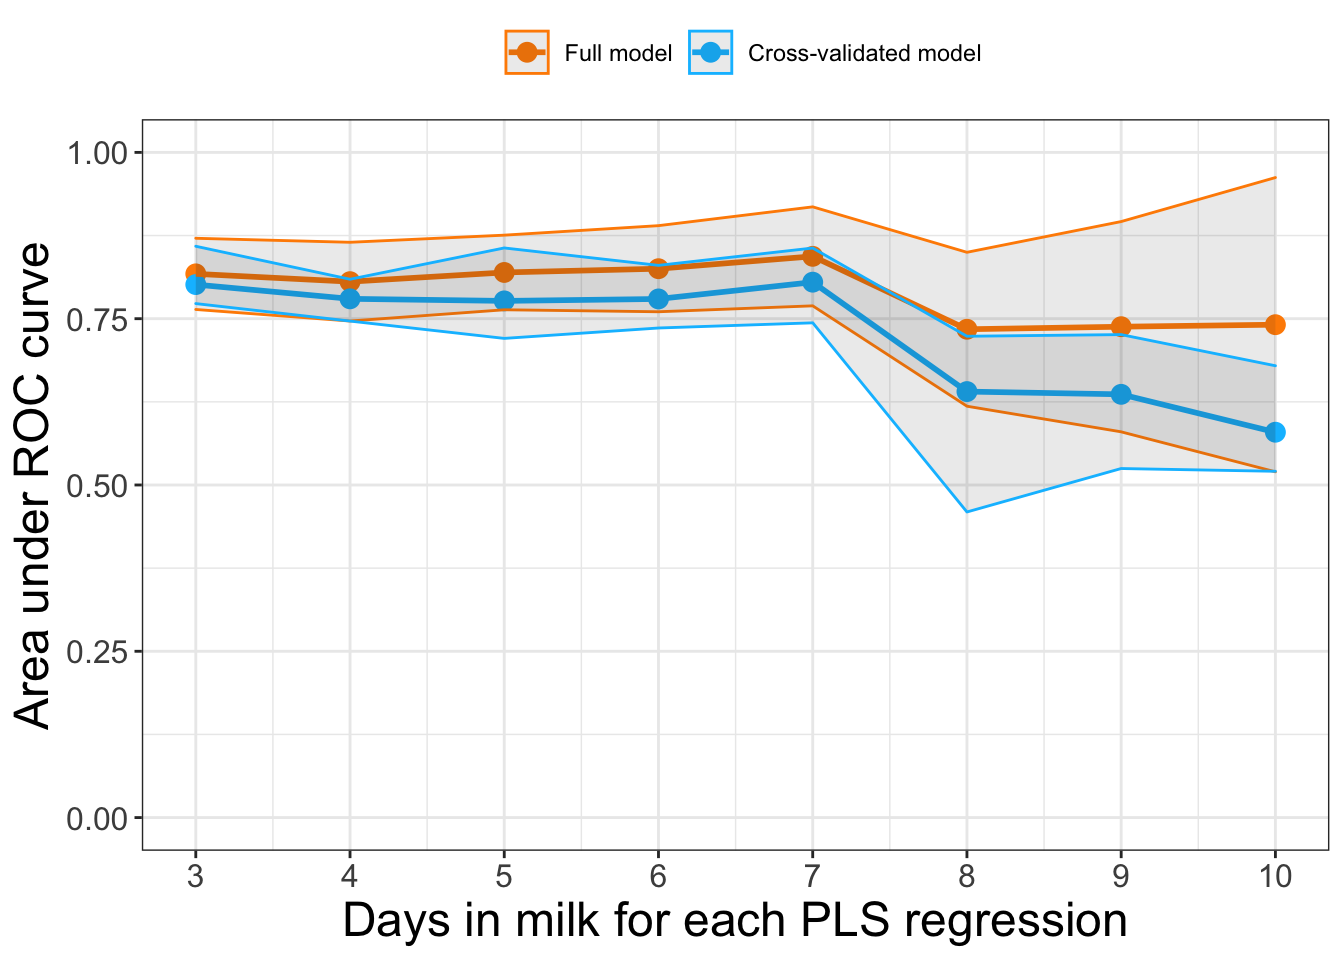 Full model Cross-validated model
Area under ROC curve
1.00
0.75
0.50
0.25
0.00
3 4 5 6 7 8 9 10
Days in milk for each PLS regression